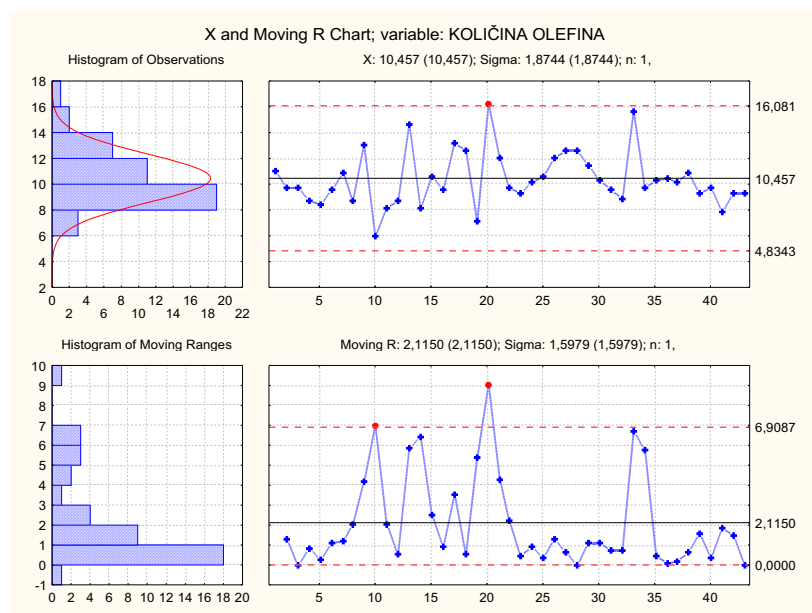 X and Moving R Chart; variable: KOLIČINA OLEFINA
Histogram of Observations
X: 10,457 (10,457); Sigma: 1,8744 (1,8744); n: 1,
18
16
14
12
10
8
6
4
2
0 4 8 12 16 20
2 6 10 14 18 22
16,081
10,457
4,8343
5 10 15 20 25 30 35 40
Histogram of Moving Ranges
Moving R: 2,1150 (2,1150); Sigma: 1,5979 (1,5979); n: 1,
10
9
8
7
6
5
4
3
2
1
0
-1
0 2 4 6 8 10 12 14 16 18 20
6,9087
2,1150
0,0000
5 10 15 20 25 30 35 40